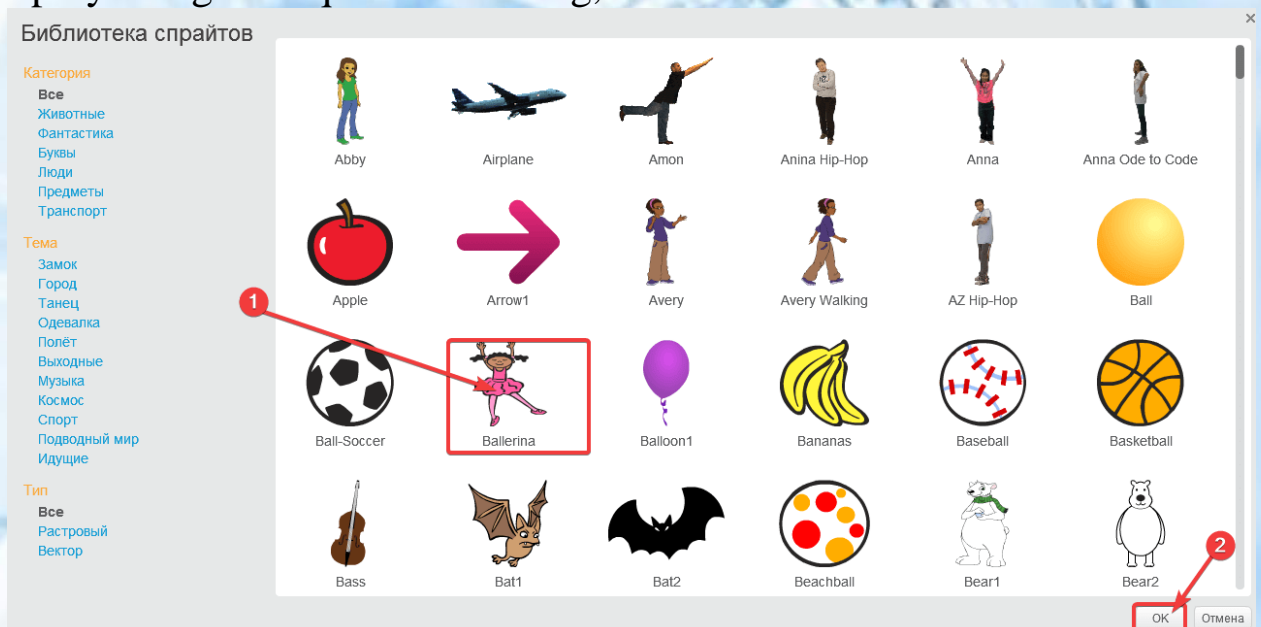 Библиотека спрайтов
×
Категория
Все
Животные
Фантастика
Буквы
Люди
Предметы
Транспорт
Тема
Замок
Город
Танец
Одевалка
Полёт
Выходные
Музыка
Космос
Спорт
Подводный мир
Идущие
Тип
Все
Растровый
Вектор
Abby Airplane Amon Anina Hip-Hop Anna Anna Ode to Code
Apple Arrow1 Avery Avery Walking AZ Hip-Hop Ball
1
Ball-Soccer Ballerina Balloon1 Bananas Baseball Basketball
Bass Bat1 Bat2 Beachball Bear1 Bear2
2
OK Отмена